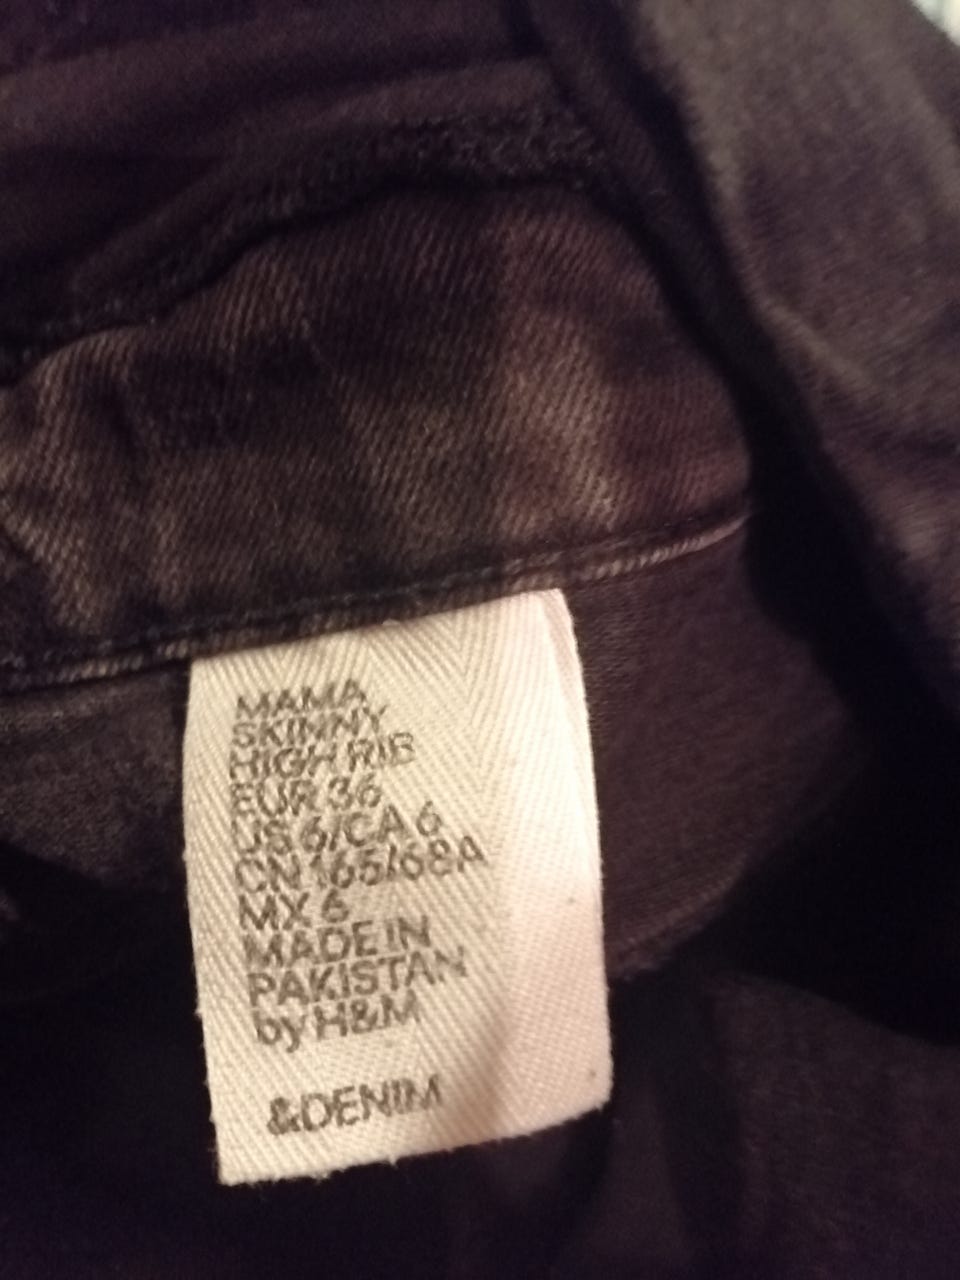 MAMA
SKINNY
HIGH RIB
EUR 36
US 6/CA 6
CN 165/68A
MX 6
MADE IN
PAKISTAN
by H&M
&DENIM